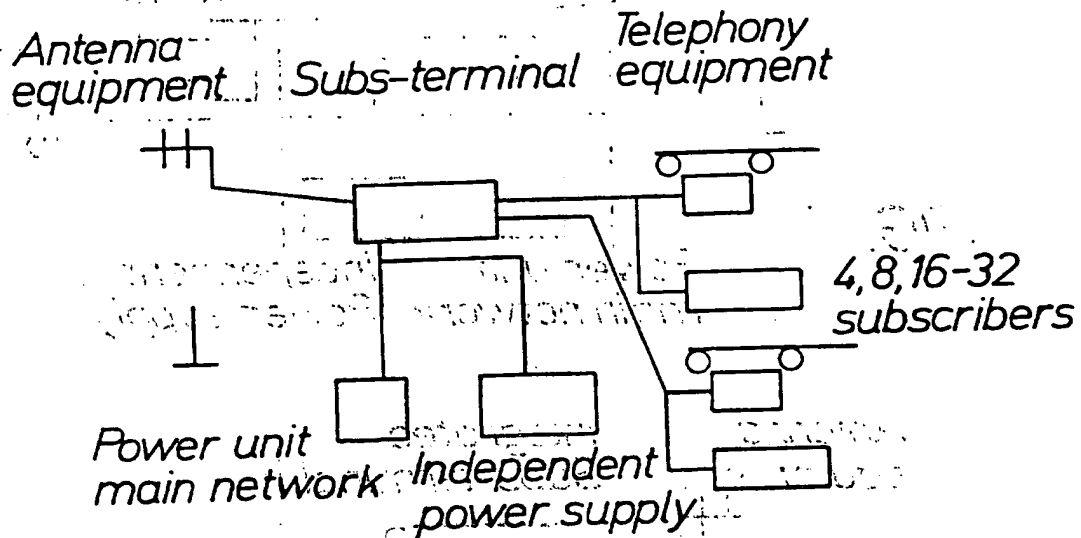 Antenna
equipment
Subs-terminal
Telephony
equipment
4,8,16-32
subscribers
Power unit
main network
Independent
power supply